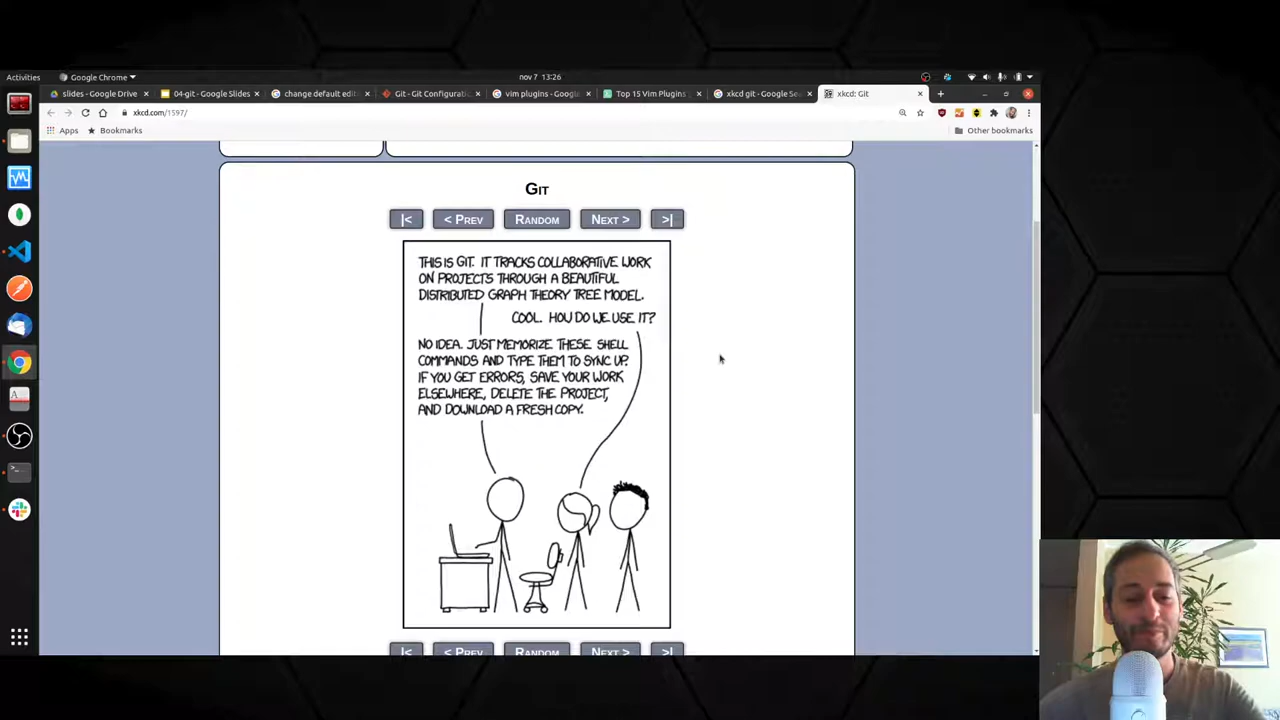 Activities
Google Chrome
nov 7 13:26
slides - Google Drive
04-git - Google Slides
change default edit
Git - Git Configurati
vim plugins - Google
Top 15 Vim Plugins
xkcd git - Google Se
xkcd: Git
xkcd.com/1597/
Apps
Bookmarks
Other bookmarks
GIT
|<
< PREV
RANDOM
NEXT >
>|
THIS IS GIT. IT TRACKS COLLABORATIVE WORK
ON PROJECTS THROUGH A BEAUTIFUL
DISTRIBUTED GRAPH THEORY TREE MODEL.
COOL. HOU DO WE USE IT?
NO IDEA. JUST MEMORIZE THESE SHELL
COMMANDS AND TYPE THEM TO SYNC UP.
IF YOU GET ERRORS, SAVE YOUR WORK
ELSEWHERE, DELETE THE PROJECT,
AND DOWNLOAD A FRESH COPY.
|<
< PREV
RANDOM
NEXT >
>|